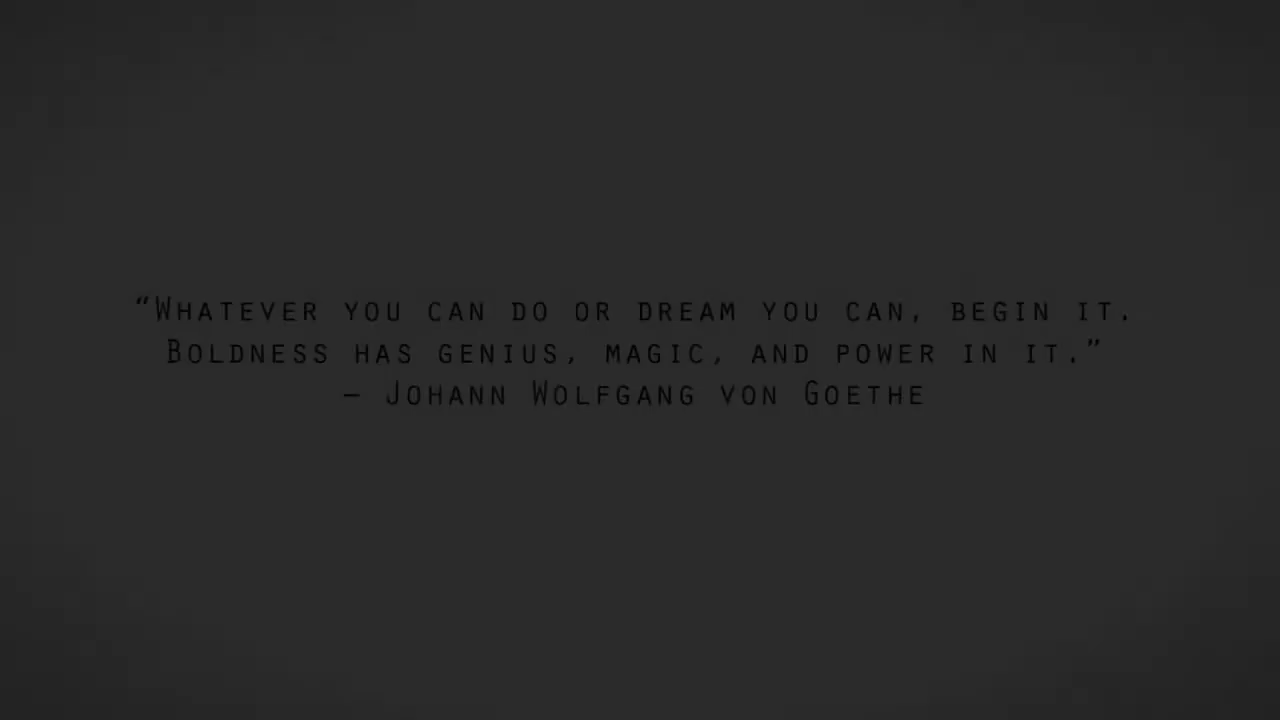 “Whatever you can do or dream you can, begin it.
Boldness has genius, magic, and power in it.”
– Johann Wolfgang von Goethe